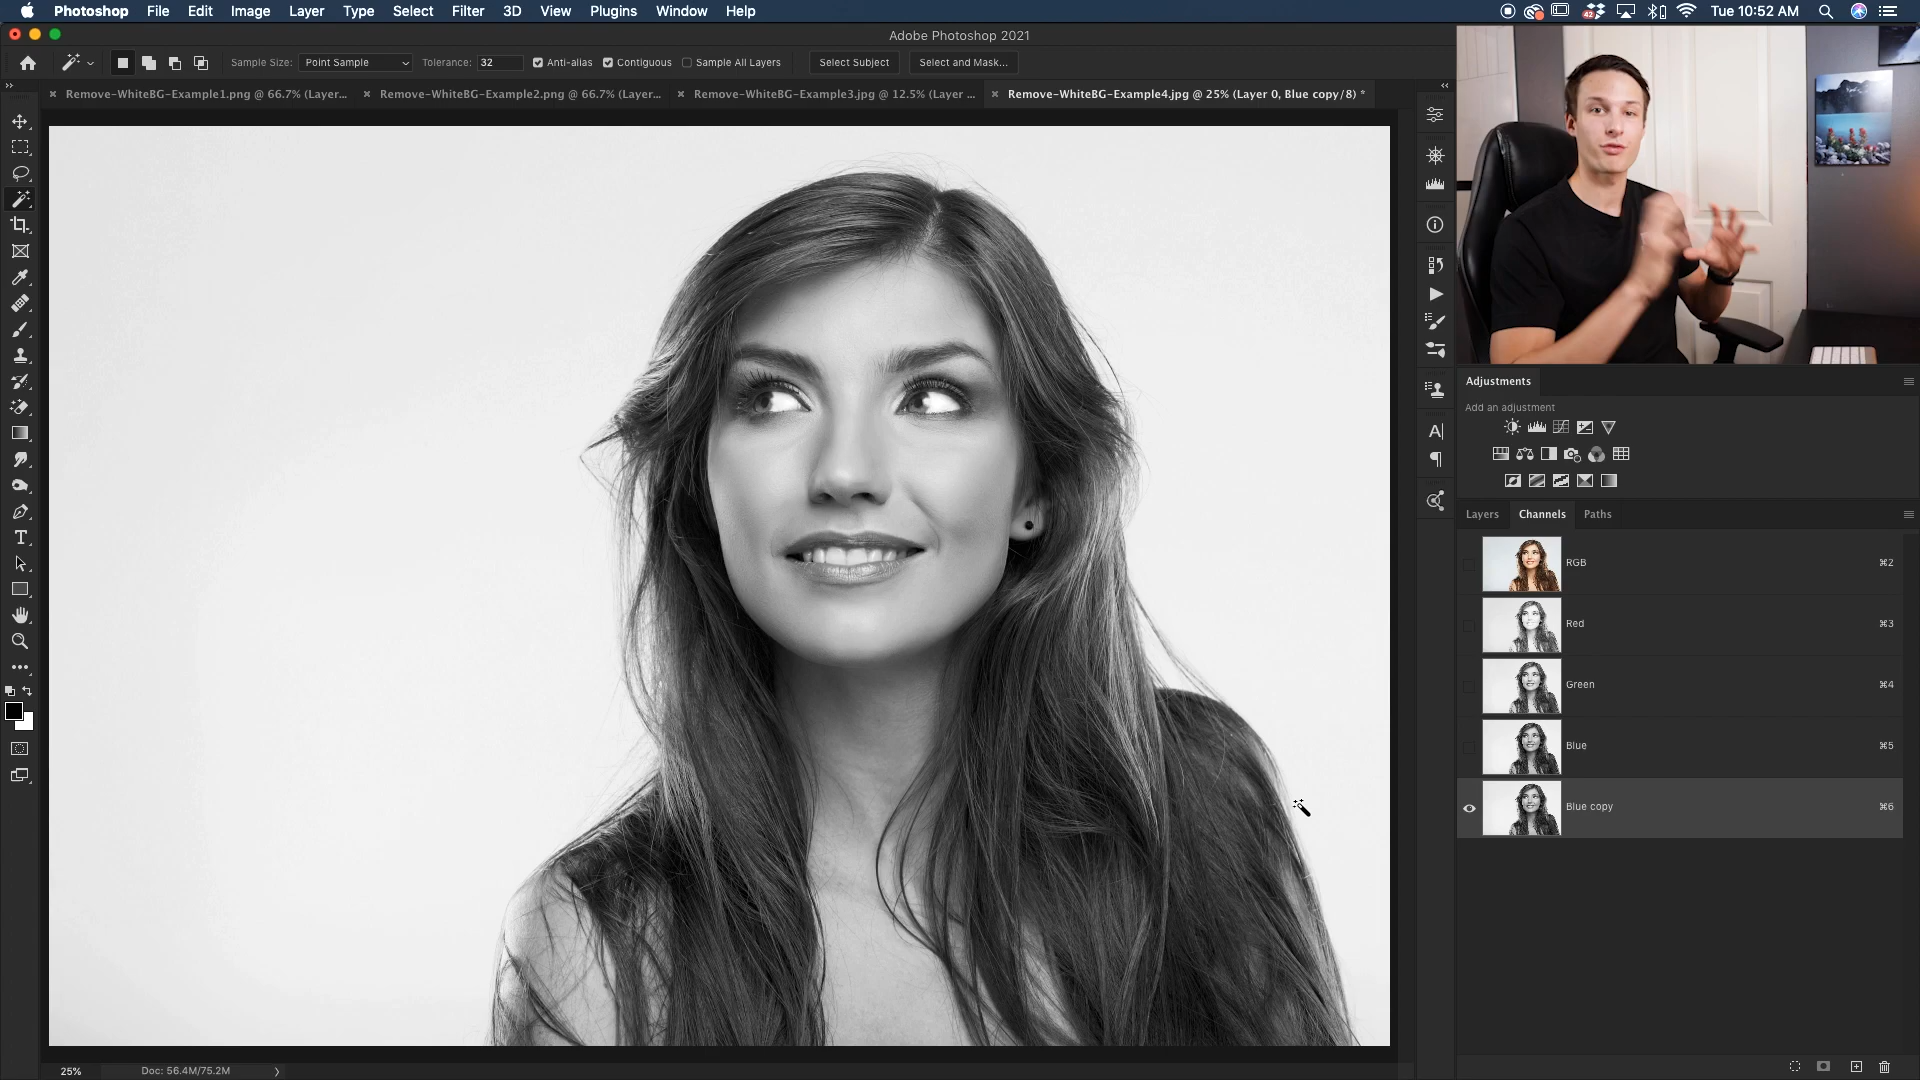 Photoshop File Edit Image Layer Type Select Filter 3D View Plugins Window Help 42 Tue 10:52 AM
Adobe Photoshop 2021
Sample Size: Point Sample Tolerance: 32 Anti-alias Contiguous Sample All Layers Select Subject Select and Mask...
Remove-WhiteBG-Example1.png @ 66.7% (Layer... Remove-WhiteBG-Example2.png @ 66.7% (Layer... Remove-WhiteBG-Example3.jpg @ 12.5% (Layer ... Remove-WhiteBG-Example4.jpg @ 25% (Layer 0, Blue copy/8) *
Adjustments
Add an adjustment
Layers Channels Paths
RGB ⌘2
Red ⌘3
Green ⌘4
Blue ⌘5
Blue copy ⌘6
25% Doc: 56.4M/75.2M